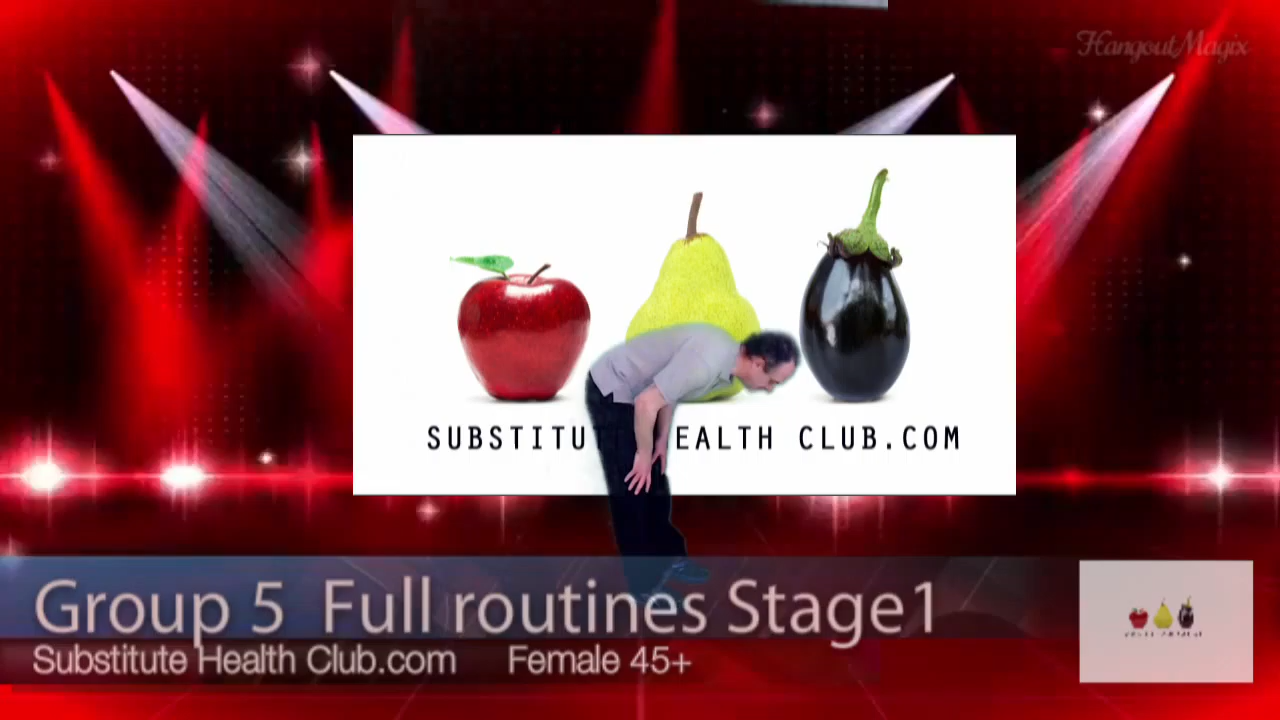 HangoutMagix
SUBSTITU EALTH CLUB.COM
Group 5 Full routines Stage1
Substitute Health Club.com Female 45+